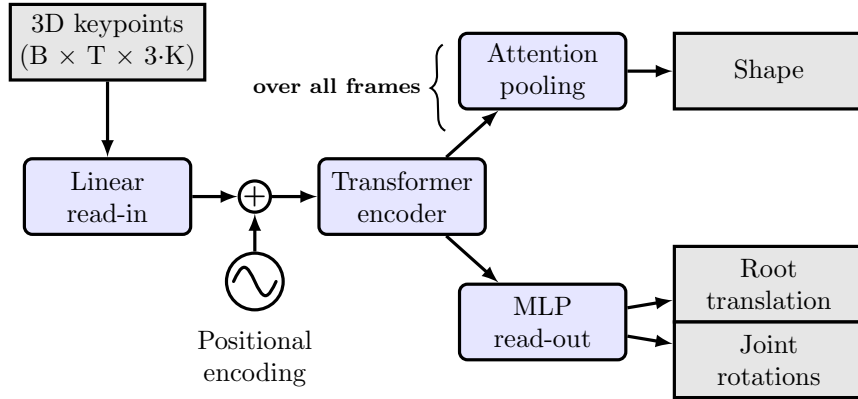 3D keypoints
(B × T × 3·K)
Attention
pooling
over all frames
Shape
Linear
read-in
+
Transformer
encoder
Positional
encoding
MLP
read-out
Root
translation
Joint
rotations